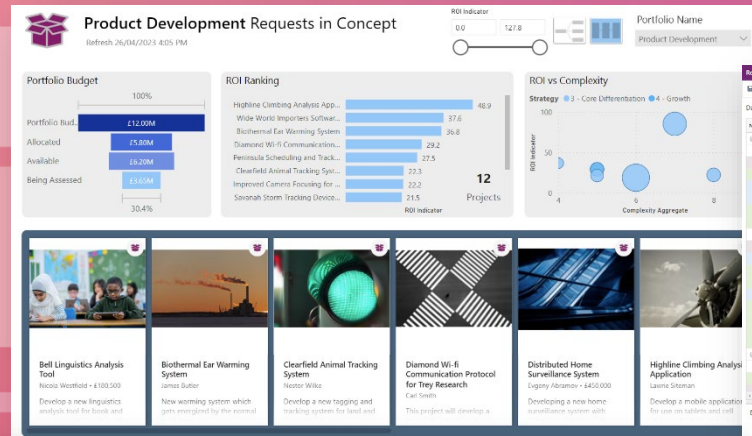 Product Development Requests in Concept
Refresh 26/04/2023 4:05 PM
ROI Indicator
0.0 127.8
Portfolio Name
Product Development
Portfolio Budget
100%
Portfolio Bud... £12.00M
Allocated £5.80M
Available £6.20M
Being Assessed £3.65M
30.4%
ROI Ranking
Highline Climbing Analysis App... 48.9
Wide World Importers Softwar... 37.6
Biothermal Ear Warming System 36.8
Diamond Wi-fi Communication... 29.2
Peninsula Scheduling and Track... 27.5
Clearfield Animal Tracking Syst... 22.3
Improved Camera Focusing for ... 22.2
Savanah Storm Tracking Device... 21.5
ROI Indicator
12
Projects
ROI vs Complexity
Strategy 3 - Core Differentiation 4 - Growth
100
50
0
ROI Indicator
4 6 8
Complexity Aggregate
Bell Linguistics Analysis
Tool
Nicola Westfield • £180,500
Develop a new linguistics
analysis tool for book and
Biothermal Ear Warming
System
James Butler
New warming system which
gets energized by the normal
Clearfield Animal Tracking
System
Nestor Wilke
Develop a new tagging and
tracking system for land and
Diamond Wi-fi
Communication Protocol
for Trey Research
Carl Smith
This project will develop a
Distributed Home
Surveillance System
Evgeny Abramov • £450,000
Developing a new home
surveillance system with
Highline Climbing Analysi
Application
Laurie Siteman
Develop a mobile application
for use on tablets and cell